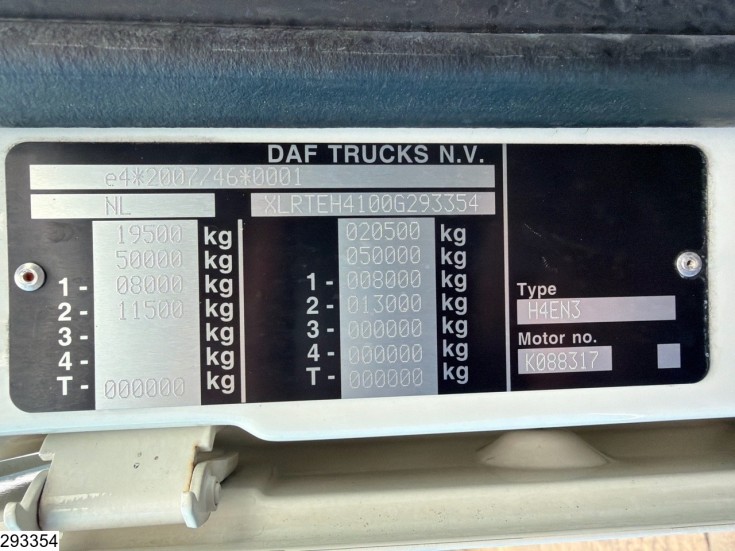 DAF TRUCKS N.V.
e4*2007/46*0001
NL XLRTEH4100G293354
19500 kg 020500 kg
50000 kg 050000 kg
1- 08000 kg 1- 008000 kg
2- 11500 kg 2- 013000 kg
3- kg 3- 000000 kg
4- kg 4- 000000 kg
T- 000000 kg T- 000000 kg
Type
H4EN3
Motor no.
K088317
293354